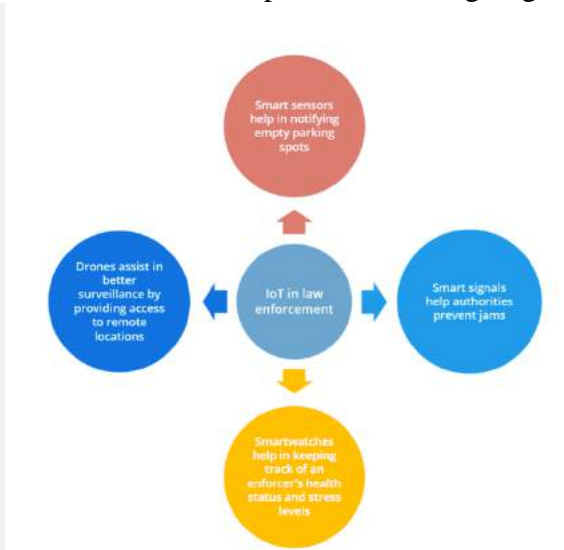 Smart sensors
help in notifying
empty parking
spots
Drones assist in
better
surveillance by
providing access
to remote
locations
IoT in law
enforcement
Smart signals
help authorities
prevent jams
Smartwatches
help in keeping
track of an
enforcer's health
status and stress
levels